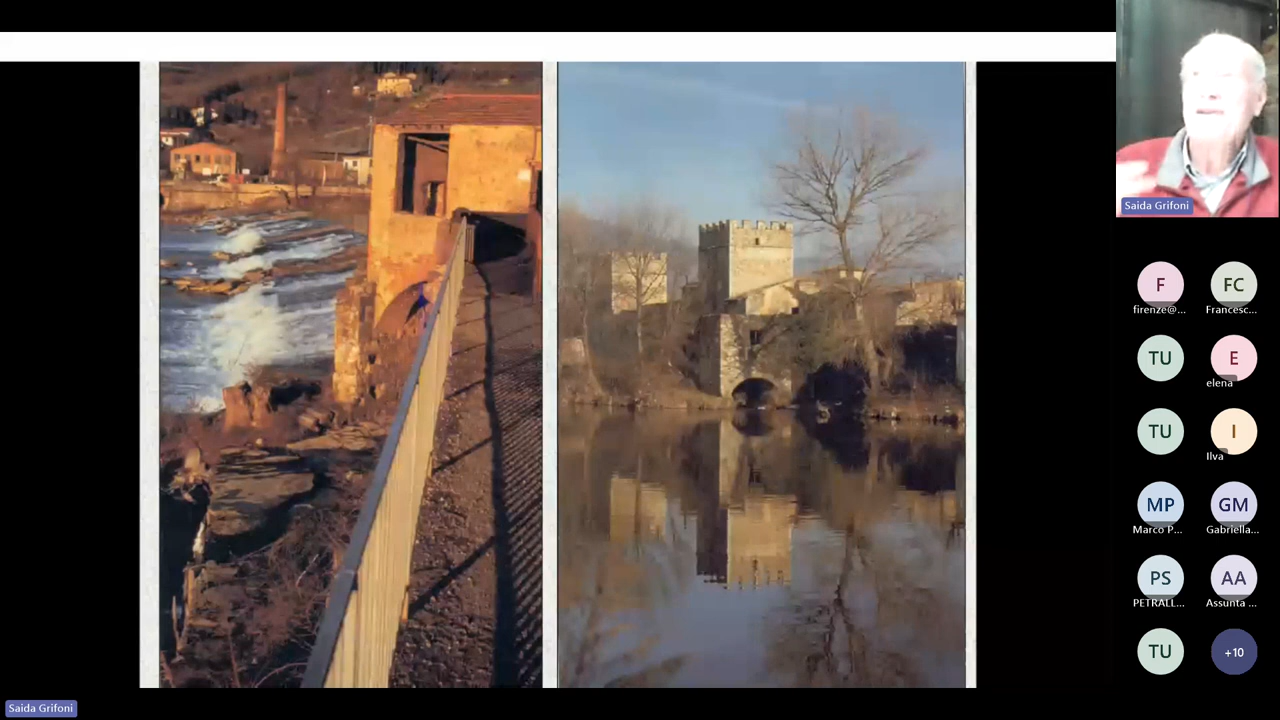 Saida Grifoni
F
firenze@...
FC
Francesc...
TU
E
elena
TU
I
Ilva
MP
Marco P...
GM
Gabriella...
PS
PETRALL...
AA
Assunta ...
TU
+10
Saida Grifoni